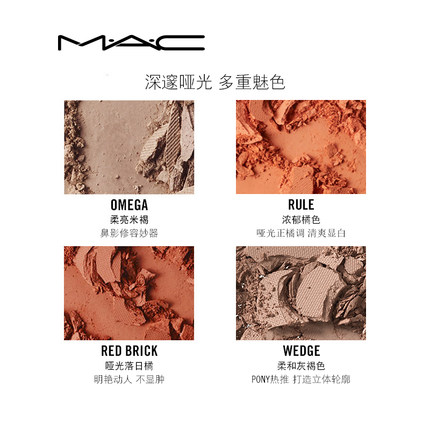 M·A·C
深邃哑光 多重魅色
OMEGA
柔亮米褐
鼻影修容妙器
RULE
浓郁橘色
哑光正橘调 清爽显白
RED BRICK
哑光落日橘
明艳动人 不显肿
WEDGE
柔和灰褐色
PONY热推 打造立体轮廓